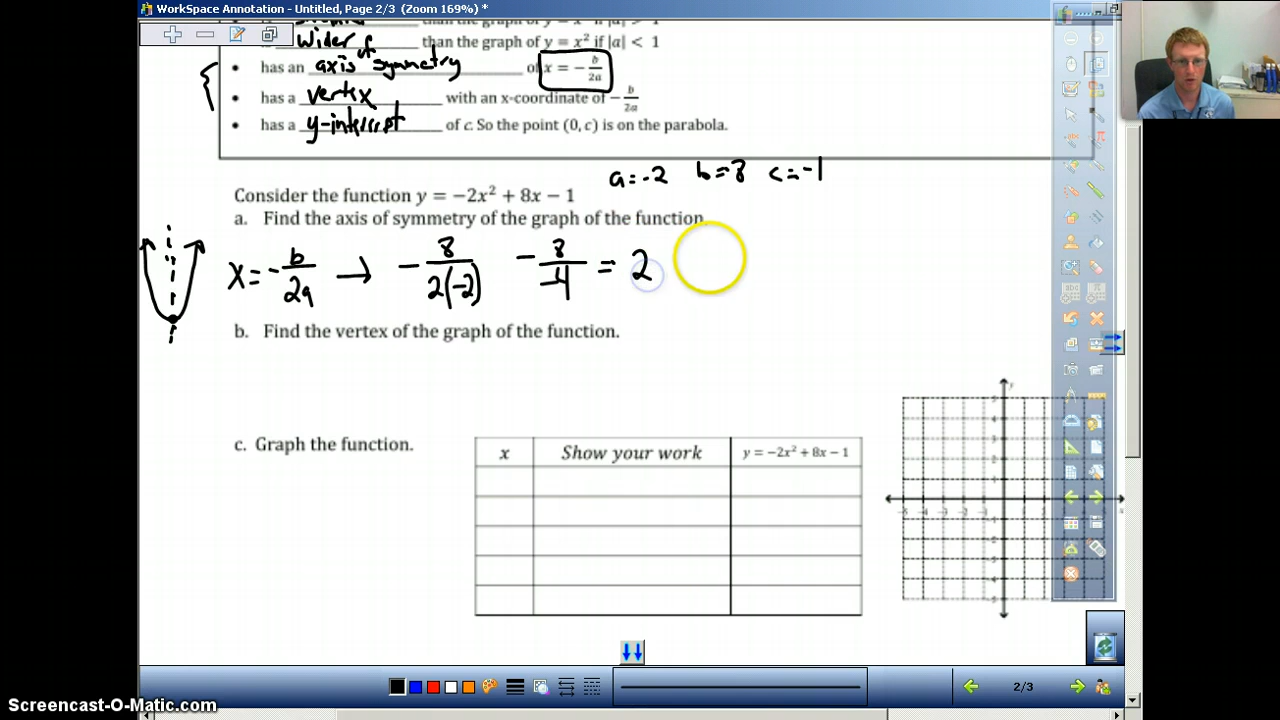 WorkSpace Annotation - Untitled, Page 2/3 (Zoom 169%) *
wider than the graph of y = x² if |a| < 1
• has an axis of symmetry of x = -b/2a
• has a vertex with an x-coordinate of -b/2a
• has a y-intercept of c. So the point (0, c) is on the parabola.
a=-2 b=8 c=-1
Consider the function y = −2x² + 8x − 1
a. Find the axis of symmetry of the graph of the function.
x = -b/2a → -8/2(-2) -8/-4 = 2
b. Find the vertex of the graph of the function.
c. Graph the function.
x Show your work y = −2x² + 8x − 1
2/3
Screencast-O-Matic.com